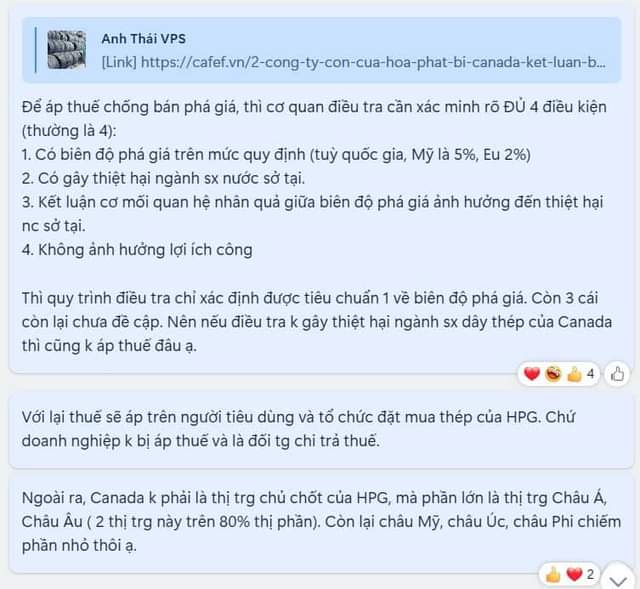 Anh Thái VPS
[Link] https://cafef.vn/2-cong-ty-con-cua-hoa-phat-bi-canada-ket-luan-b...
Để áp thuế chống bán phá giá, thì cơ quan điều tra cần xác minh rõ ĐỦ 4 điều kiện
(thường là 4):
1. Có biên độ phá giá trên mức quy định (tuỳ quốc gia, Mỹ là 5%, Eu 2%)
2. Có gây thiệt hại ngành sx nước sở tại.
3. Kết luận cơ mối quan hệ nhân quả giữa biên độ phá giá ảnh hưởng đến thiệt hại
nc sở tại.
4. Không ảnh hưởng lợi ích công
Thì quy trình điều tra chỉ xác định được tiêu chuẩn 1 về biên độ phá giá. Còn 3 cái
còn lại chưa đề cập. Nên nếu điều tra k gây thiệt hại ngành sx dây thép của Canada
thì cũng k áp thuế đâu ạ.
4
Với lại thuế sẽ áp trên người tiêu dùng và tổ chức đặt mua thép của HPG. Chứ
doanh nghiệp k bị áp thuế và là đối tg chi trả thuế.
Ngoài ra, Canada k phải là thị trg chủ chốt của HPG, mà phần lớn là thị trg Châu Á,
Châu Âu ( 2 thị trg này trên 80% thị phần). Còn lại châu Mỹ, châu Úc, châu Phi chiếm
phần nhỏ thôi ạ.
2